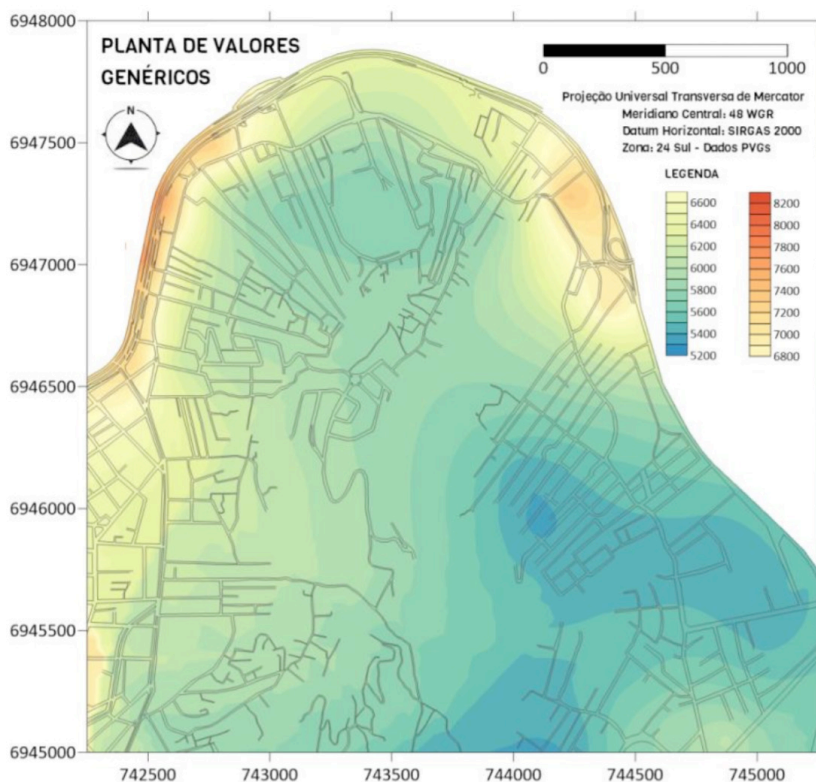 PLANTA DE VALORES
GENÉRICOS
N
0 500 1000
Projeção Universal Transversa de Mercator
Meridiano Central: 48 WGR
Datum Horizontal: SIRGAS 2000
Zona: 24 Sul - Dados PVGs
LEGENDA
6600 8200
6400 8000
6200 7800
6000 7600
5800 7400
5600 7200
5400 7000
5200 6800
6948000
6947500
6947000
6946500
6946000
6945500
6945000
742500 743000 743500 744000 744500 745000